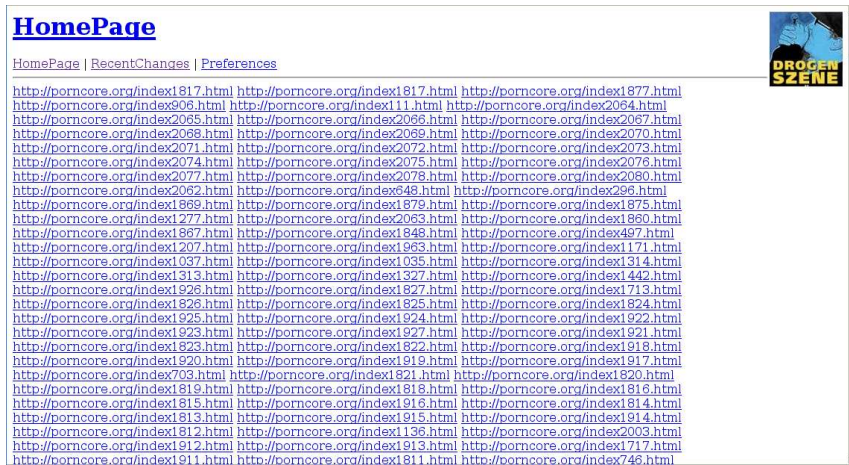 HomePage
DROGEN
SZENE
HomePage | RecentChanges | Preferences
http://porncore.org/index1817.html http://porncore.org/index1817.html http://porncore.org/index1877.html
http://porncore.org/index906.html http://porncore.org/index111.html http://porncore.org/index2064.html
http://porncore.org/index2065.html http://porncore.org/index2066.html http://porncore.org/index2067.html
http://porncore.org/index2068.html http://porncore.org/index2069.html http://porncore.org/index2070.html
http://porncore.org/index2071.html http://porncore.org/index2072.html http://porncore.org/index2073.html
http://porncore.org/index2074.html http://porncore.org/index2075.html http://porncore.org/index2076.html
http://porncore.org/index2077.html http://porncore.org/index2078.html http://porncore.org/index2080.html
http://porncore.org/index2062.html http://porncore.org/index648.html http://porncore.org/index296.html
http://porncore.org/index1869.html http://porncore.org/index1879.html http://porncore.org/index1875.html
http://porncore.org/index1277.html http://porncore.org/index2063.html http://porncore.org/index1860.html
http://porncore.org/index1867.html http://porncore.org/index1848.html http://porncore.org/index497.html
http://porncore.org/index1207.html http://porncore.org/index1963.html http://porncore.org/index1171.html
http://porncore.org/index1037.html http://porncore.org/index1035.html http://porncore.org/index1314.html
http://porncore.org/index1313.html http://porncore.org/index1327.html http://porncore.org/index1442.html
http://porncore.org/index1926.html http://porncore.org/index1827.html http://porncore.org/index1713.html
http://porncore.org/index1826.html http://porncore.org/index1825.html http://porncore.org/index1824.html
http://porncore.org/index1925.html http://porncore.org/index1924.html http://porncore.org/index1922.html
http://porncore.org/index1923.html http://porncore.org/index1927.html http://porncore.org/index1921.html
http://porncore.org/index1823.html http://porncore.org/index1822.html http://porncore.org/index1918.html
http://porncore.org/index1920.html http://porncore.org/index1919.html http://porncore.org/index1917.html
http://porncore.org/index703.html http://porncore.org/index1821.html http://porncore.org/index1820.html
http://porncore.org/index1819.html http://porncore.org/index1818.html http://porncore.org/index1816.html
http://porncore.org/index1815.html http://porncore.org/index1916.html http://porncore.org/index1814.html
http://porncore.org/index1813.html http://porncore.org/index1915.html http://porncore.org/index1914.html
http://porncore.org/index1812.html http://porncore.org/index1136.html http://porncore.org/index2003.html
http://porncore.org/index1912.html http://porncore.org/index1913.html http://porncore.org/index1717.html
http://porncore.org/index1911.html http://porncore.org/index1811.html http://porncore.org/index746.html